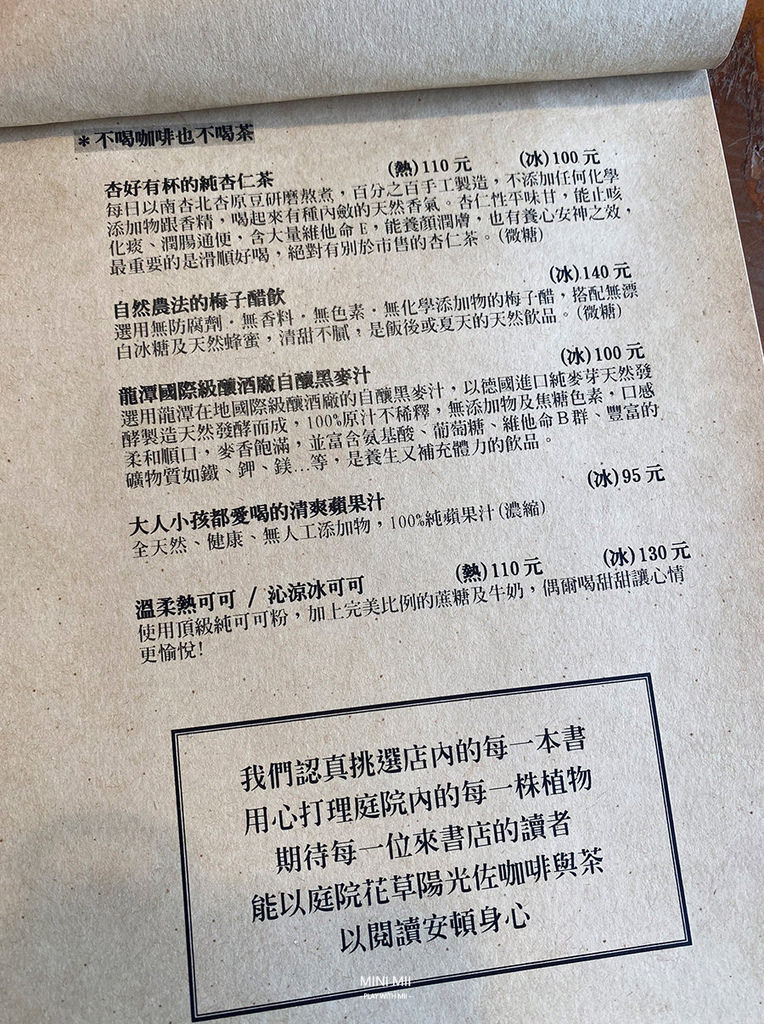 ＊不喝咖啡也不喝茶
杏好有杯的純杏仁茶 (熱)110 元 (冰)100 元
每日以南杏北杏原豆研磨熬煮，百分之百手工製造，不添加任何化學
添加物跟香精，喝起來有種內斂的天然香氣。杏仁性平味甘，能止咳
化痰、潤腸通便，含大量維他命E，能養顏潤膚，也有養心安神之效，
最重要的是滑順好喝，絕對有別於市售的杏仁茶。(微糖)
自然農法的梅子醋飲 (冰)140 元
選用無防腐劑．無香料．無色素．無化學添加物的梅子醋，搭配無漂
白冰糖及天然蜂蜜，清甜不膩，是飯後或夏天的天然飲品。(微糖)
龍潭國際級釀酒廠自釀黑麥汁 (冰)100 元
選用龍潭在地國際級釀酒廠的自釀黑麥汁，以德國進口純麥芽天然發
酵製造天然發酵而成，100%原汁不稀釋，無添加物及焦糖色素，口感
柔和順口，麥香飽滿，並富含氨基酸、葡萄糖、維他命Ｂ群、豐富的
礦物質如鐵、鉀、鎂...等，是養生又補充體力的飲品。
大人小孩都愛喝的清爽蘋果汁 (冰)95 元
全天然、健康、無人工添加物，100%純蘋果汁(濃縮)
溫柔熱可可 / 沁涼冰可可 (熱)110 元 (冰)130 元
使用頂級純可可粉，加上完美比例的蔗糖及牛奶，偶爾喝甜甜讓心情
更愉悅!
我們認真挑選店內的每一本書
用心打理庭院內的每一株植物
期待每一位來書店的讀者
能以庭院花草陽光佐咖啡與茶
以閱讀安頓身心
MINI MII
- PLAY WITH MII -